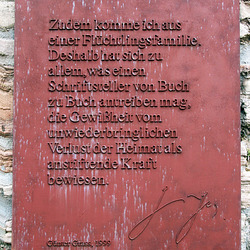 Zudem komme ich aus
einer Flüchtlingsfamilie.
Deshalb hat sich zu
allem, was einen
Schriftsteller von Buch
zu Buch antreiben mag,
die Gewißheit vom
unwiederbringlichen
Verlust der Heimat als
anstiftende Kraft
bewiesen.
Günter Grass, 1999